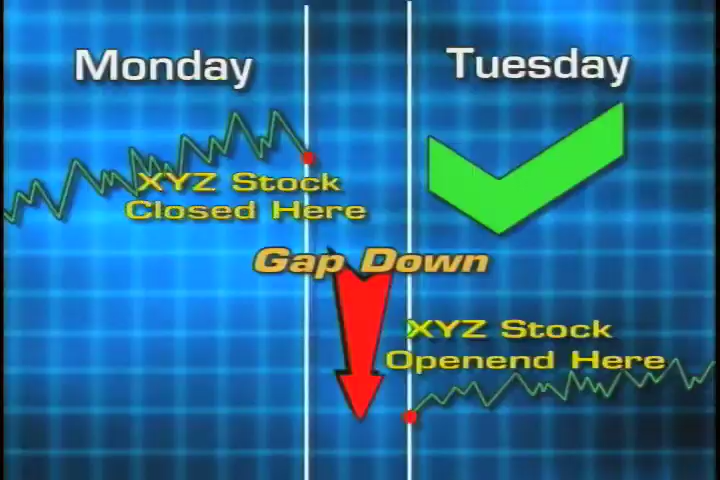 Monday
Tuesday
XYZ Stock
Closed Here
Gap Down
XYZ Stock
Openend Here